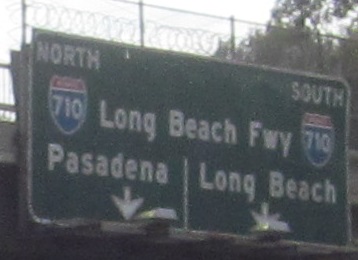 NORTH SOUTH
710 Long Beach Fwy 710
Pasadena Long Beach